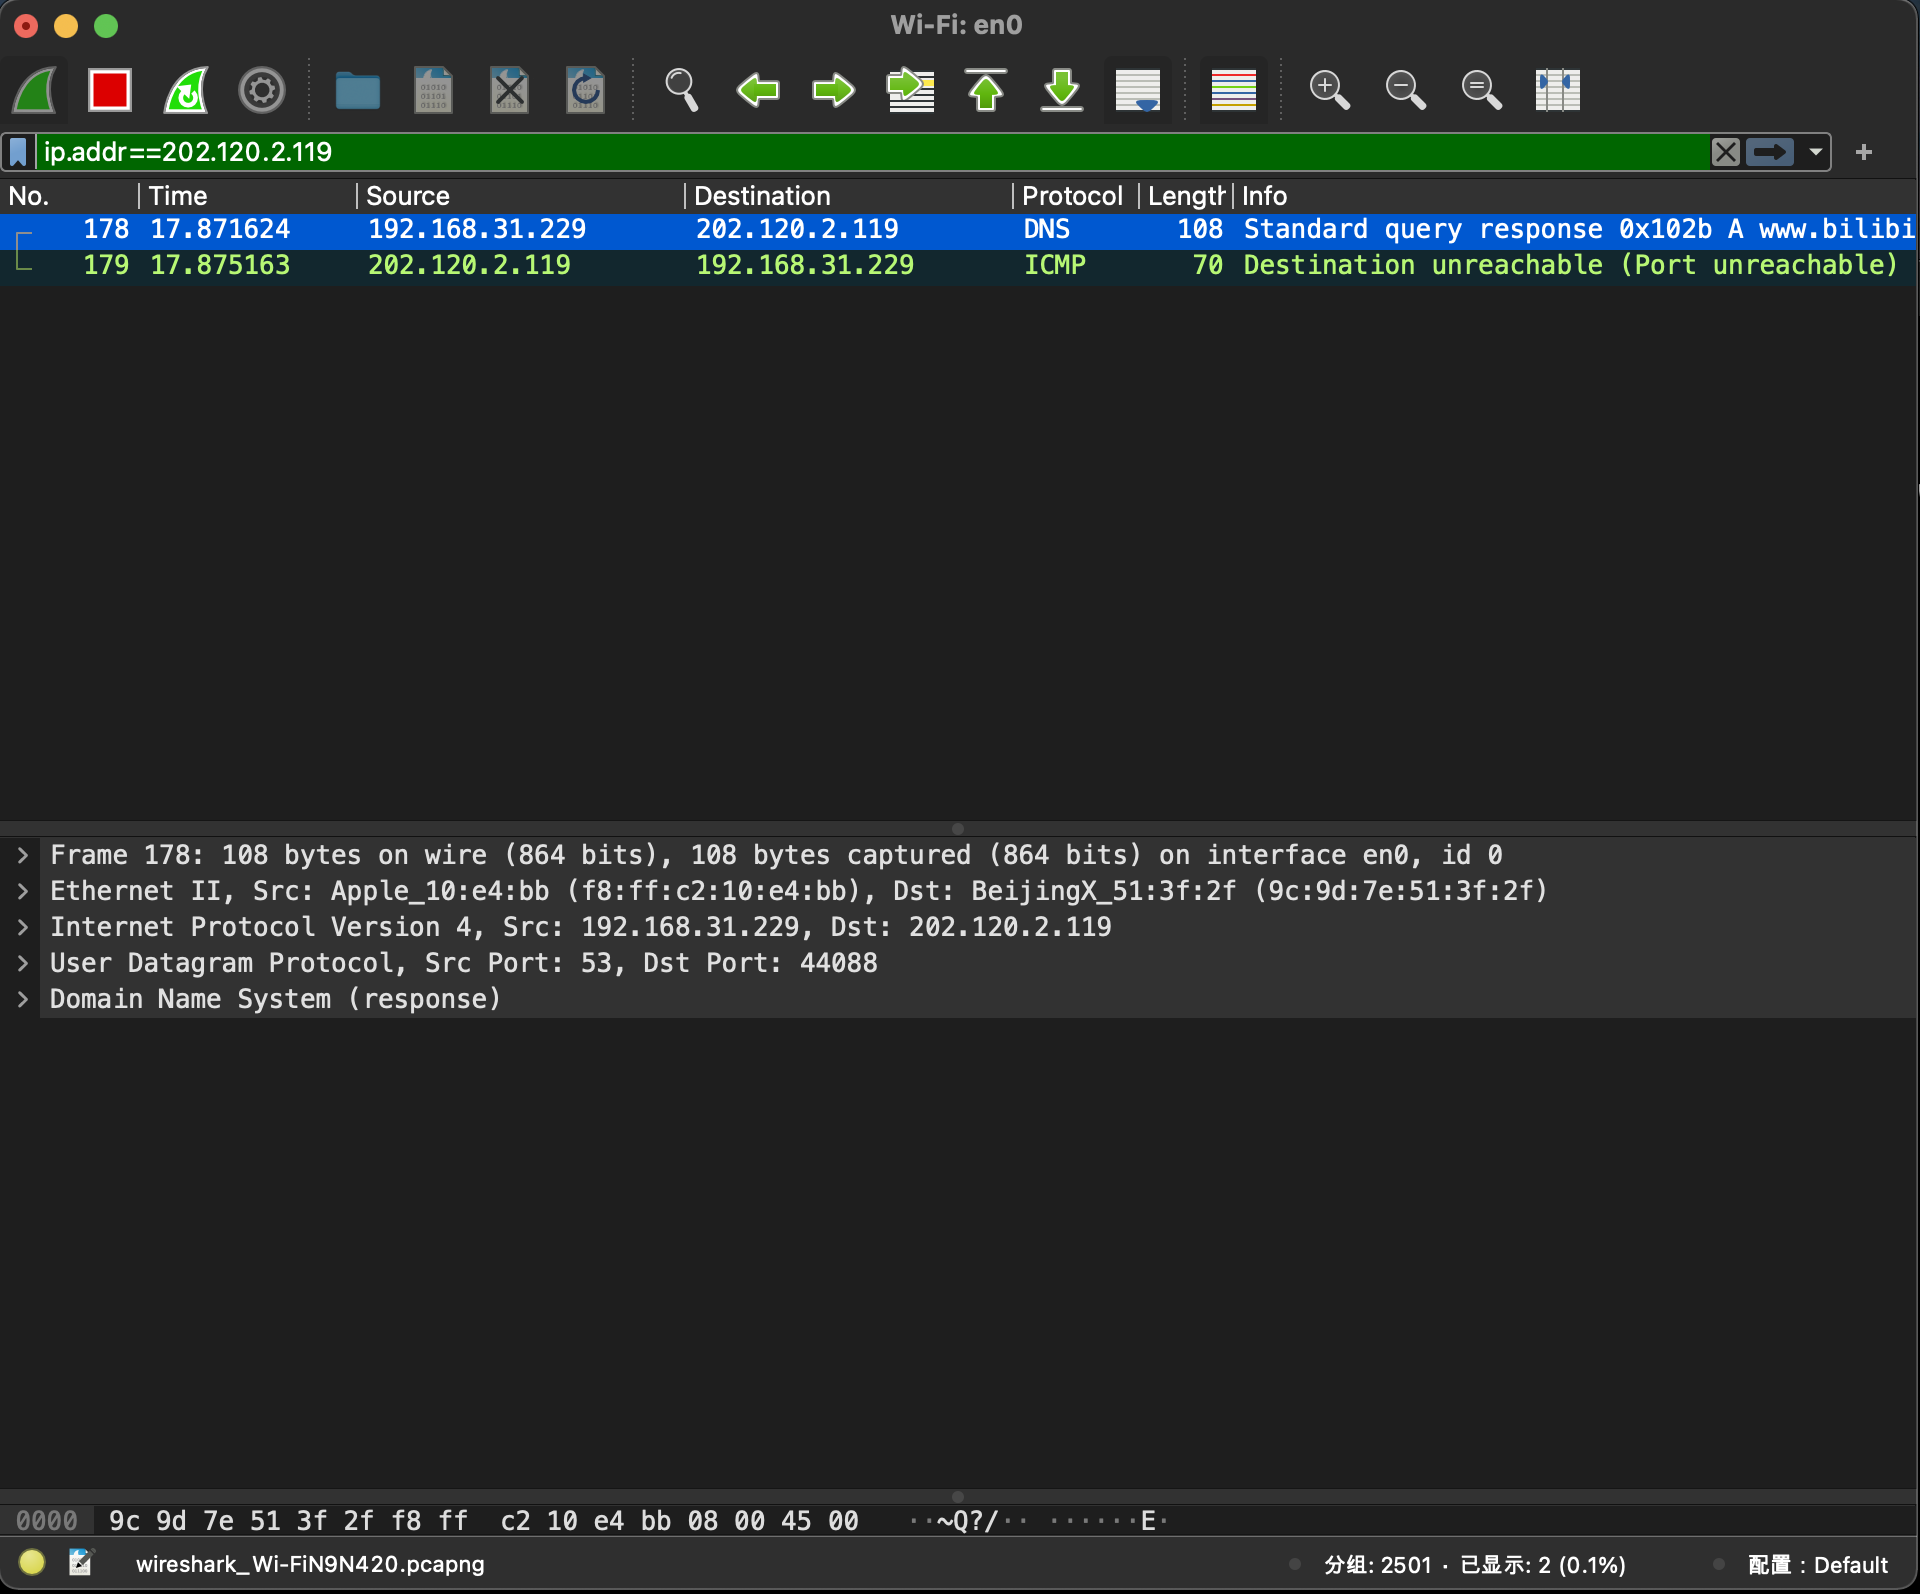 Wi-Fi: en0
ip.addr==202.120.2.119
No. Time Source Destination Protocol Length Info
178 17.871624 192.168.31.229 202.120.2.119 DNS 108 Standard query response 0x102b A www.bilibi
179 17.875163 202.120.2.119 192.168.31.229 ICMP 70 Destination unreachable (Port unreachable)
Frame 178: 108 bytes on wire (864 bits), 108 bytes captured (864 bits) on interface en0, id 0
Ethernet II, Src: Apple_10:e4:bb (f8:ff:c2:10:e4:bb), Dst: BeijingX_51:3f:2f (9c:9d:7e:51:3f:2f)
Internet Protocol Version 4, Src: 192.168.31.229, Dst: 202.120.2.119
User Datagram Protocol, Src Port: 53, Dst Port: 44088
Domain Name System (response)
0000 9c 9d 7e 51 3f 2f f8 ff c2 10 e4 bb 08 00 45 00 ··~Q?/·· ······E·
wireshark_Wi-FiN9N420.pcapng 分组: 2501 · 已显示: 2 (0.1%) 配置 : Default